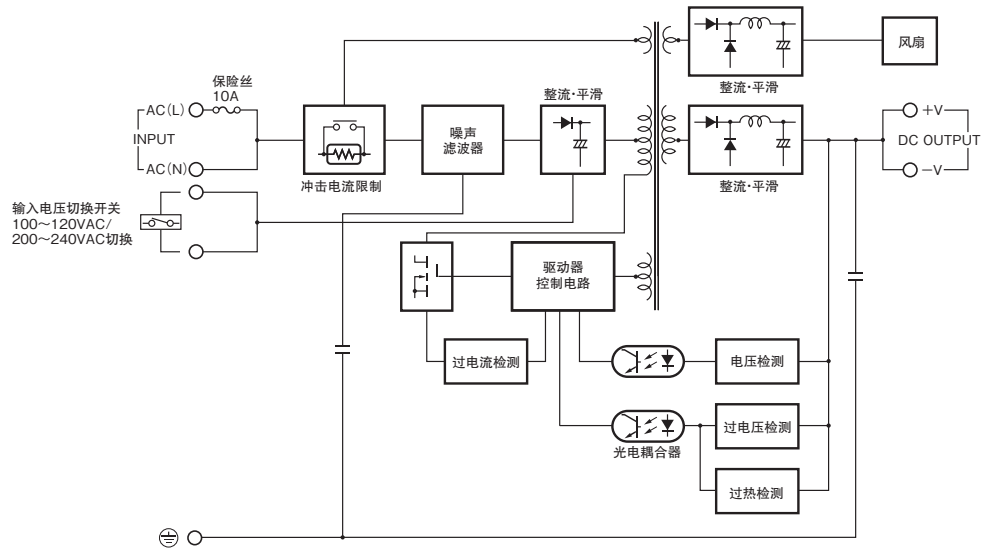 整流·平滑
风扇
保险丝
10A
AC(L)
INPUT
AC(N)
冲击电流限制
噪声
滤波器
整流·平滑
整流·平滑
+V
DC OUTPUT
−V
输入电压切换开关
100～120VAC/
200～240VAC切换
驱动器
控制电路
过电流检测
电压检测
过电压检测
光电耦合器
过热检测